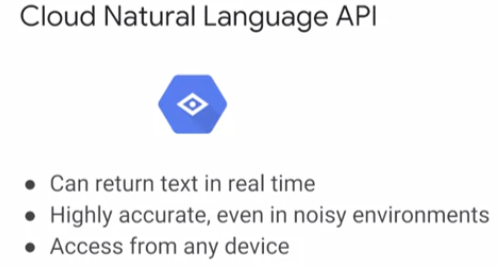 Cloud Natural Language API
● Can return text in real time
● Highly accurate, even in noisy environments
● Access from any device